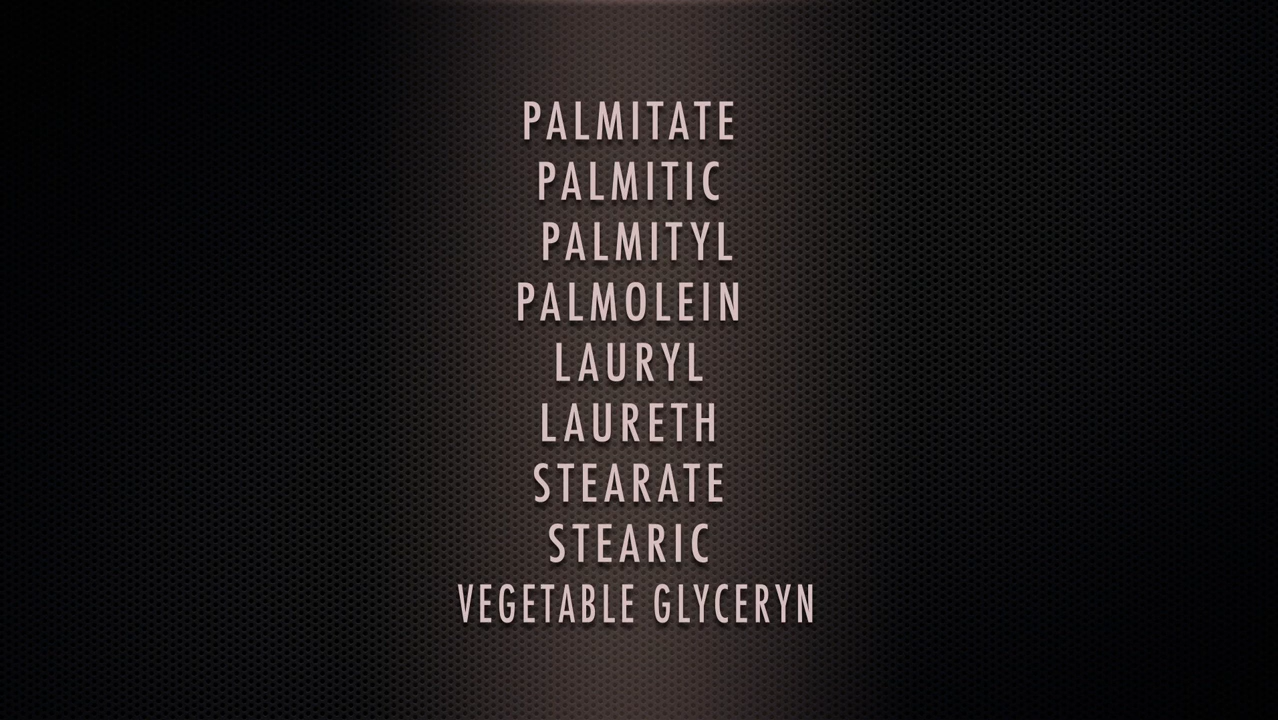 PALMITATE
PALMITIC
PALMITYL
PALMOLEIN
LAURYL
LAURETH
STEARATE
STEARIC
VEGETABLE GLYCERYN